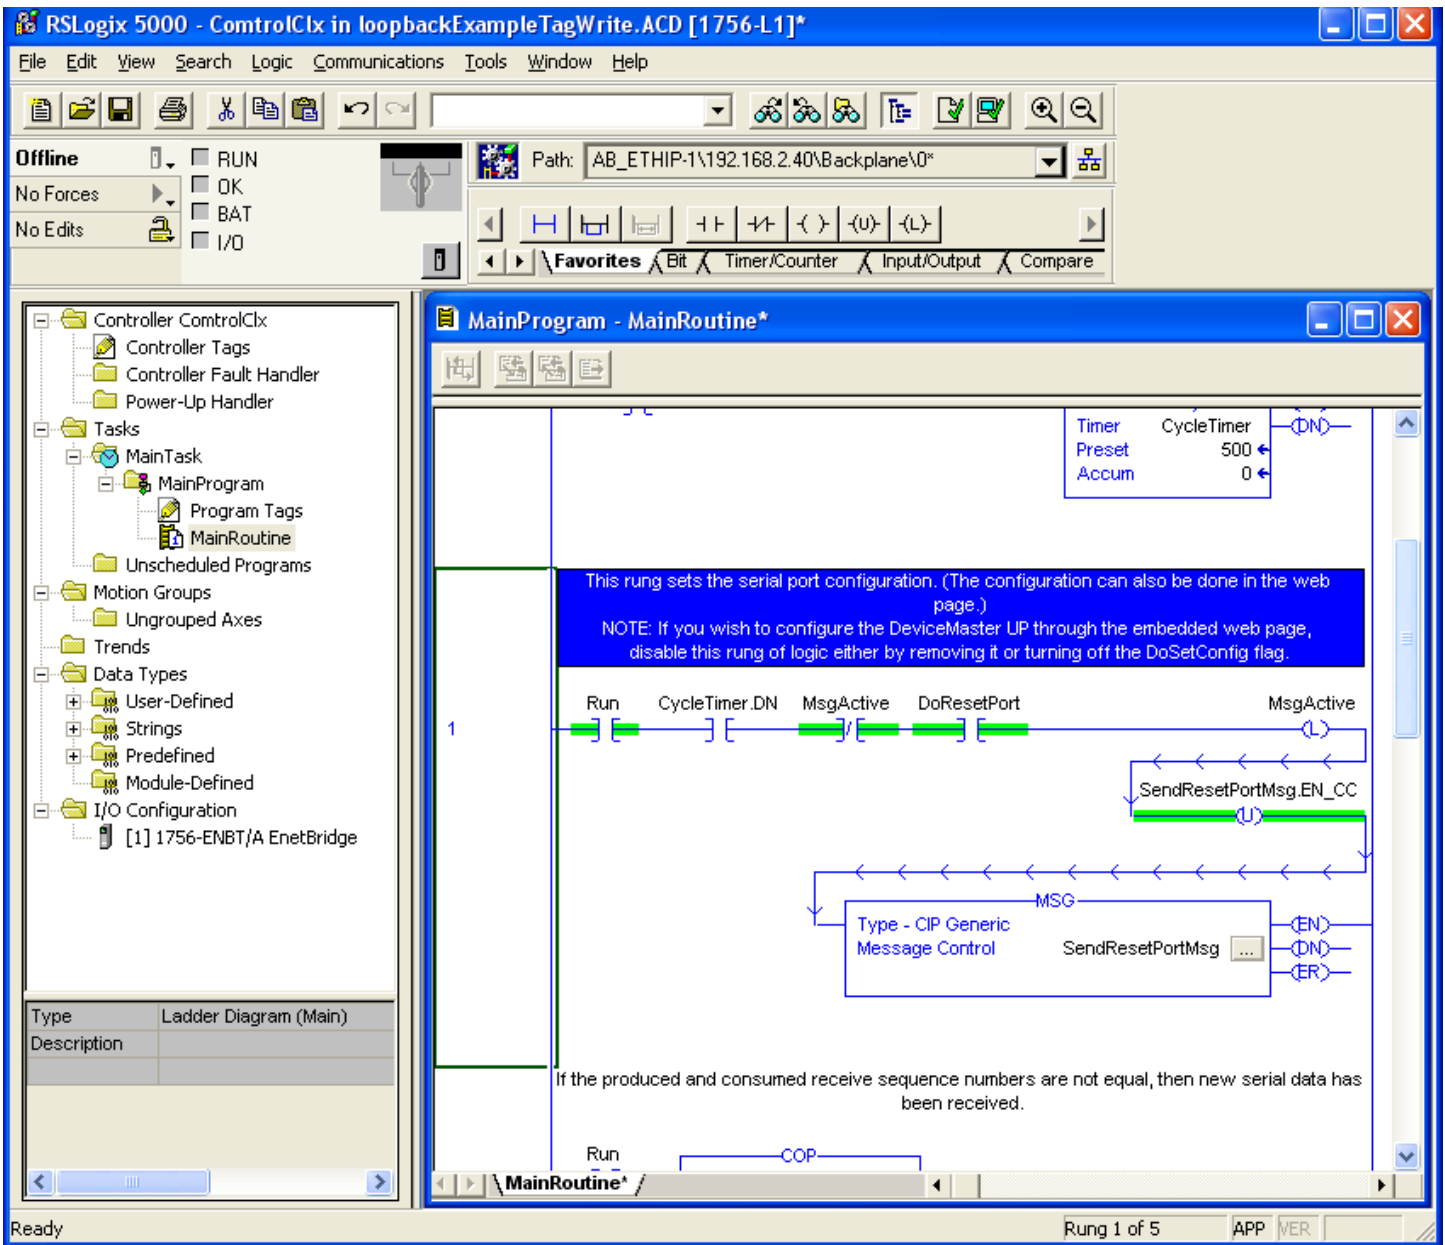 RSLogix 5000 - ComtrolClx in loopbackExampleTagWrite.ACD [1756-L1]*
File Edit View Search Logic Communications Tools Window Help
Offline
RUN
Path: AB_ETHIP-1\192.168.2.40\Backplane\0*
No Forces
OK
BAT
No Edits
I/O
Favorites Bit Timer/Counter Input/Output Compare
Controller ComtrolClx
Controller Tags
Controller Fault Handler
Power-Up Handler
Tasks
MainTask
MainProgram
Program Tags
MainRoutine
Unscheduled Programs
Motion Groups
Ungrouped Axes
Trends
Data Types
User-Defined
Strings
Predefined
Module-Defined
I/O Configuration
[1] 1756-ENBT/A EnetBridge
Type Ladder Diagram (Main)
Description
MainProgram - MainRoutine*
Timer CycleTimer (DN)
Preset 500
Accum 0
This rung sets the serial port configuration. (The configuration can also be done in the web
page.)
NOTE: If you wish to configure the DeviceMaster UP through the embedded web page,
disable this rung of logic either by removing it or turning off the DoSetConfig flag.
Run CycleTimer.DN MsgActive DoResetPort MsgActive
1
(L)
SendResetPortMsg.EN_CC
(U)
MSG
Type - CIP Generic (EN)
Message Control SendResetPortMsg ... (DN)
(ER)
If the produced and consumed receive sequence numbers are not equal, then new serial data has
been received.
Run
COP
MainRoutine*
Ready
Rung 1 of 5 APP VER